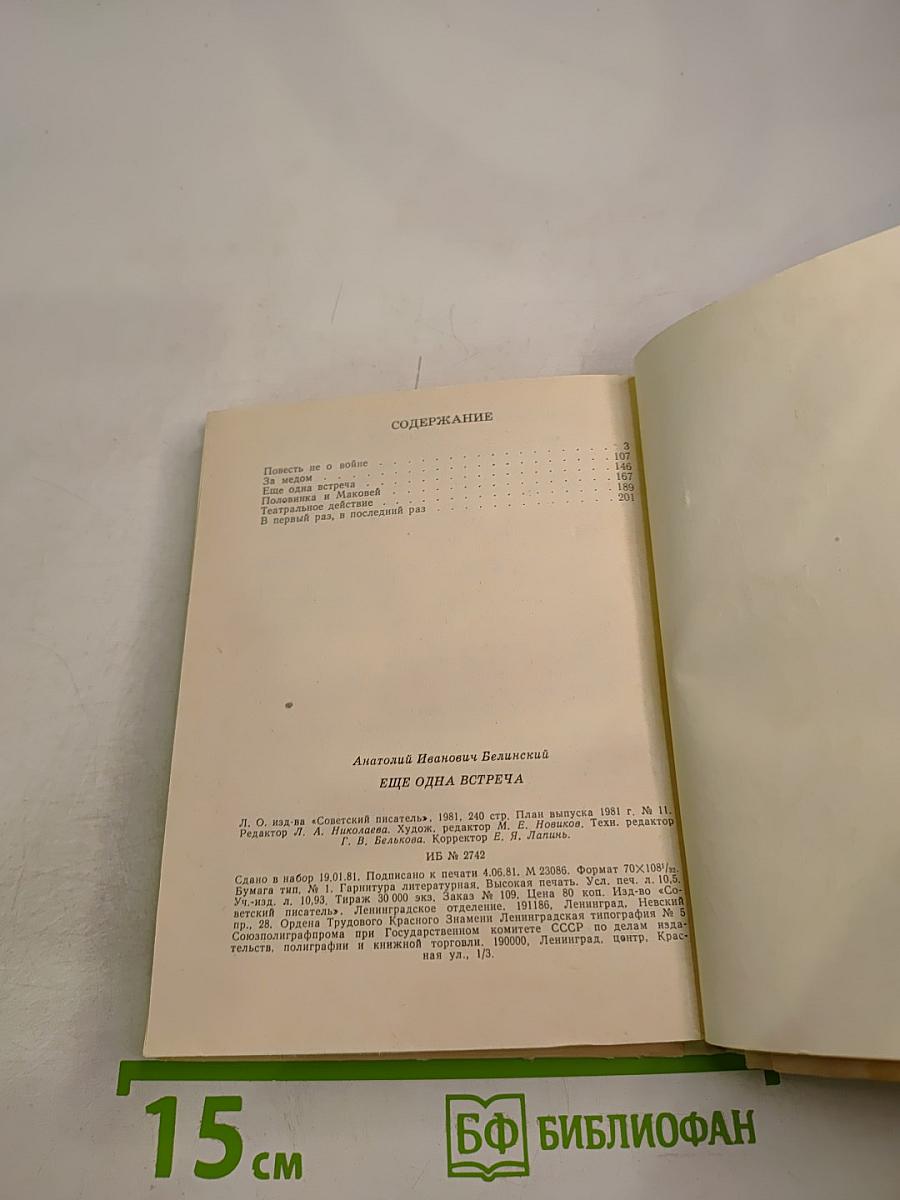 СОДЕРЖАНИЕ
Повесть не о войне . . . . . . . . . . . . . . . . 3
За медом . . . . . . . . . . . . . . . . 107
Еще одна встреча . . . . . . . . . . . . . . . . 146
Половинка и Маковей . . . . . . . . . . . . . . . . 167
Театральное действие . . . . . . . . . . . . . . . . 189
В первый раз, в последний раз . . . . . . . . . . . . . . . . 201
Анатолий Иванович Белинский
ЕЩЕ ОДНА ВСТРЕЧА
Л. О. изд-ва «Советский писатель», 1981, 240 стр. План выпуска 1981 г. № 11.
Редактор Л. А. Николаева. Худож. редактор М. Е. Новиков. Техн. редактор
Г. В. Белькова. Корректор Е. Я. Лапинь.
ИБ № 2742
Сдано в набор 19.01.81. Подписано к печати 4.06.81. М 23086. Формат 70×108¹/₃₂.
Бумага тип. № 1. Гарнитура литературная. Высокая печать. Усл. печ. л. 10,5.
Уч.-изд. л. 10,93. Тираж 30 000 экз. Заказ № 109. Цена 80 коп. Изд-во «Со-
ветский писатель». Ленинградское отделение. 191186, Ленинград, Невский
пр., 28. Ордена Трудового Красного Знамени Ленинградская типография № 5
Союзполиграфпрома при Государственном комитете СССР по делам изда-
тельств, полиграфии и книжной торговли. 190000, Ленинград, центр, Крас-
ная ул., 1/3.
15 см
БФ БИБЛИОФАН